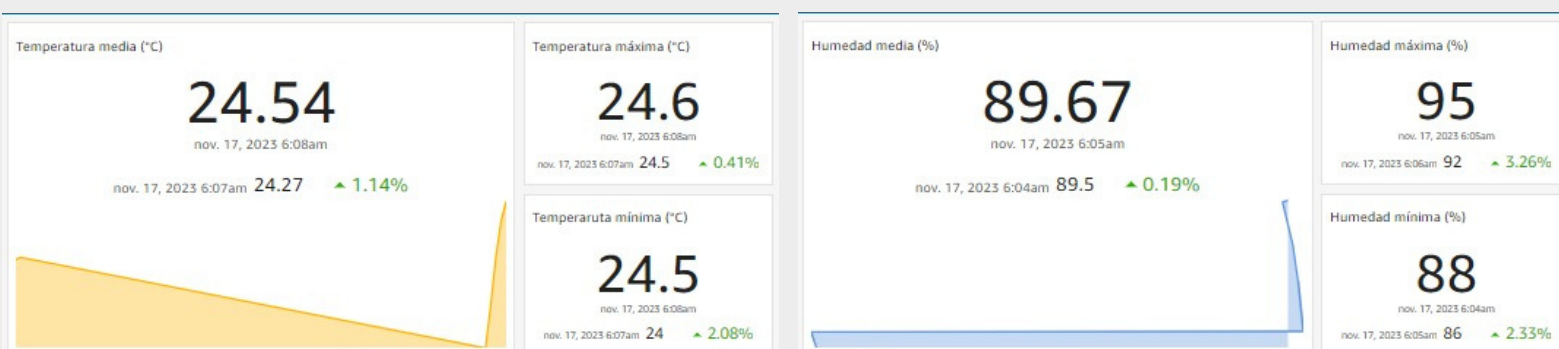 Temperatura media (°C)
24.54
nov. 17, 2023 6:08am
nov. 17, 2023 6:07am 24.27 ▲ 1.14%
Temperatura máxima (°C)
24.6
nov. 17, 2023 6:08am
nov. 17, 2023 6:07am 24.5 ▲ 0.41%
Temperaruta mínima (°C)
24.5
nov. 17, 2023 6:08am
nov. 17, 2023 6:07am 24 ▲ 2.08%
Humedad media (%)
89.67
nov. 17, 2023 6:05am
nov. 17, 2023 6:04am 89.5 ▲ 0.19%
Humedad máxima (%)
95
nov. 17, 2023 6:05am
nov. 17, 2023 6:06am 92 ▲ 3.26%
Humedad mínima (%)
88
nov. 17, 2023 6:04am
nov. 17, 2023 6:05am 86 ▲ 2.33%